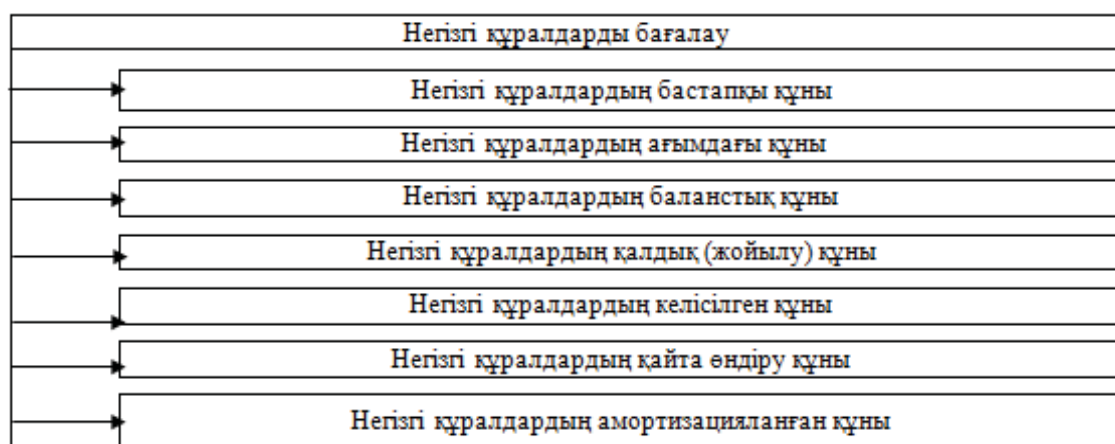 Негізгі құралдарды бағалау
Негізгі құралдардың бастапқы құны
Негізгі құралдардың ағымдағы құны
Негізгі құралдардың баланстық құны
Негізгі құралдардың қалдық (жойылу) құны
Негізгі құралдардың келісілген құны
Негізгі құралдардың қайта өндіру құны
Негізгі құралдардың амортизацияланған құны